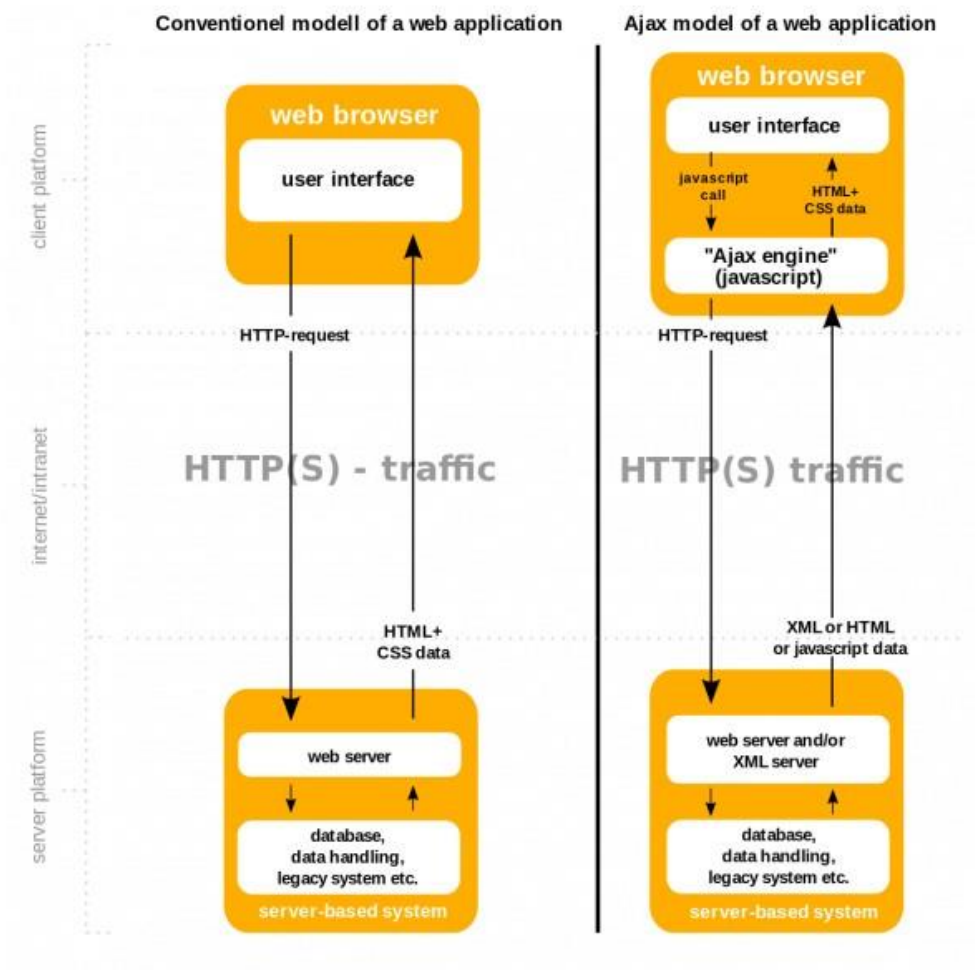 Conventionel modell of a web application
web browser
user interface
HTTP-request
HTTP(S) - traffic
HTML+
CSS data
web server
database,
data handling,
legacy system etc.
server-based system
Ajax model of a web application
web browser
user interface
javascript
call
HTML+
CSS data
"Ajax engine"
(javascript)
HTTP-request
HTTP(S) traffic
XML or HTML
or javascript data
web server and/or
XML server
database,
data handling,
legacy system etc.
server-based system
client platform
internet/intranet
server platform